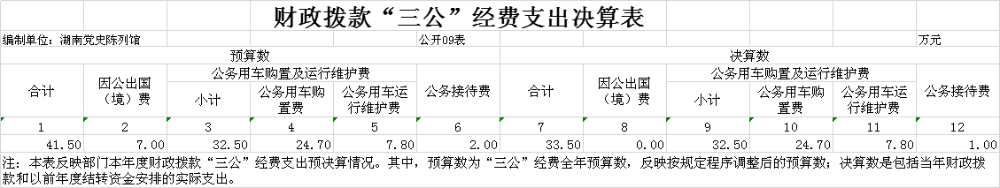 财政拨款“三公”经费支出决算表
编制单位：湖南党史陈列馆 公开09表 万元
预算数 决算数
合计 因公出国（境）费 公务用车购置及运行维护费 公务接待费 合计 因公出国（境）费 公务用车购置及运行维护费 公务接待费
小计 公务用车购置费 公务用车运行维护费 小计 公务用车购置费 公务用车运行维护费
1 2 3 4 5 6 7 8 9 10 11 12
41.50 7.00 32.50 24.70 7.80 2.00 33.50 0.00 32.50 24.70 7.80 1.00
注：本表反映部门本年度财政拨款“三公”经费支出预决算情况。其中，预算数为“三公”经费全年预算数，反映按规定程序调整后的预算数；决算数是包括当年财政拨
款和以前年度结转资金安排的实际支出。